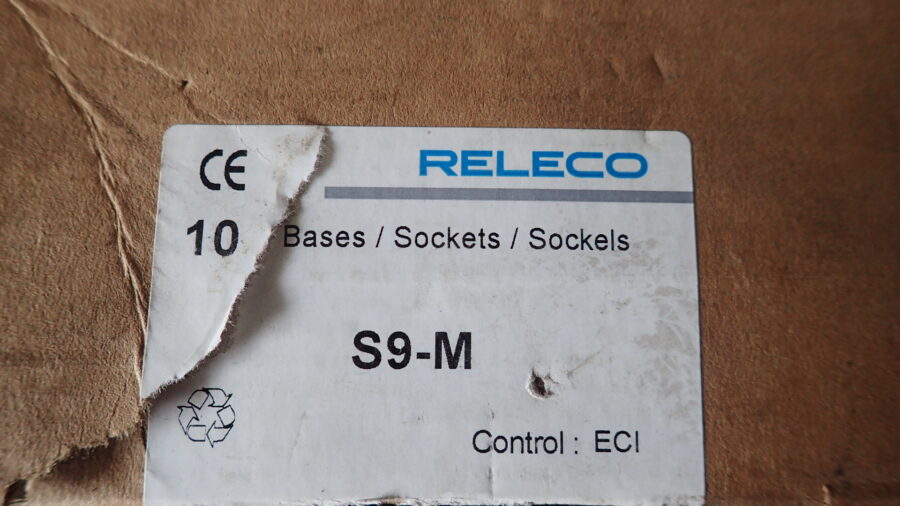 CE RELECO
10 Bases / Sockets / Sockels
S9-M
Control : ECI